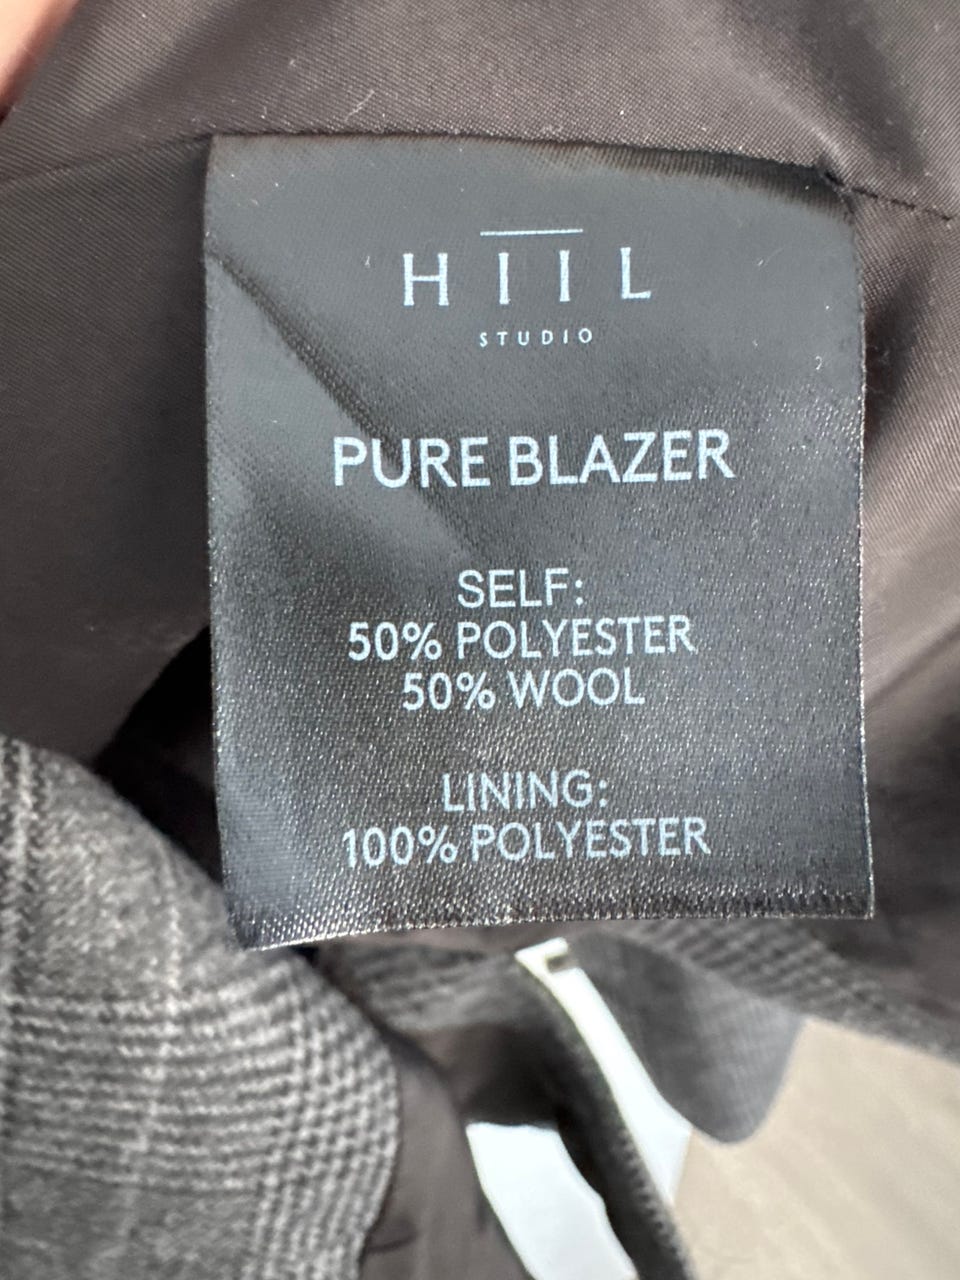 HIIL
STUDIO
PURE BLAZER
SELF:
50% POLYESTER
50% WOOL
LINING:
100% POLYESTER